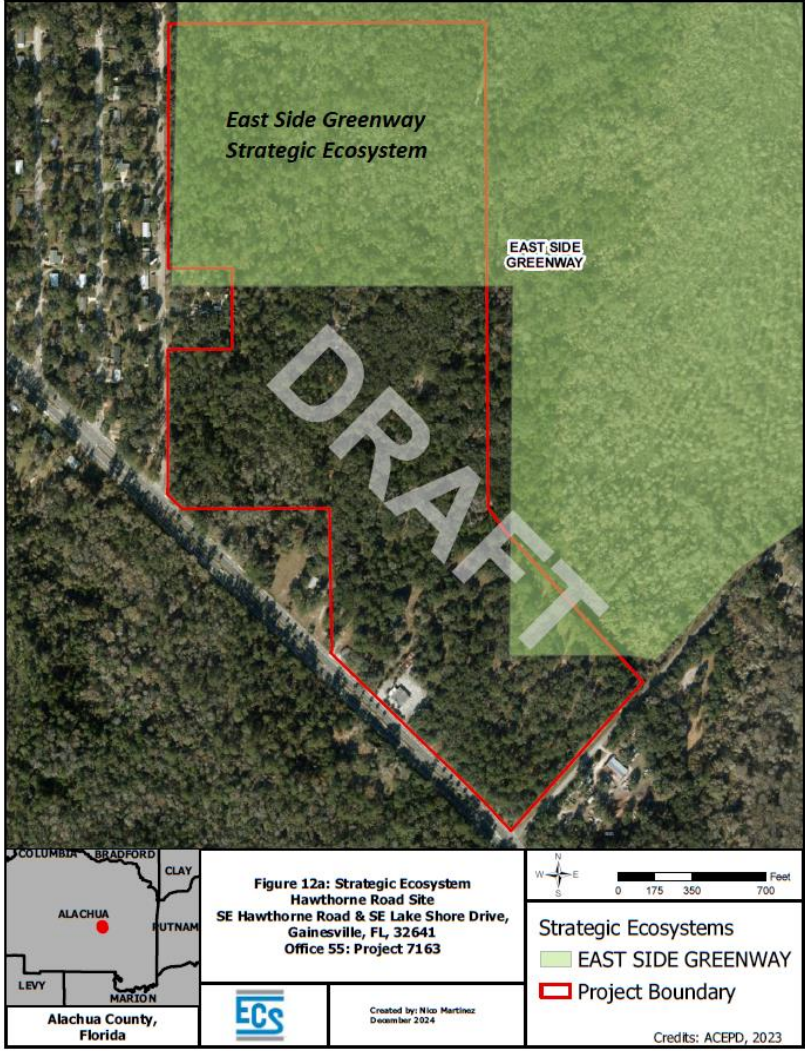 East Side Greenway
Strategic Ecosystem
EAST SIDE
GREENWAY
DRAFT
COLUMBIA
BRADFORD
CLAY
ALACHUA
PUTNAM
LEVY
MARION
Alachua County,
Florida
Figure 12a: Strategic Ecosystem
Hawthorne Road Site
SE Hawthorne Road & SE Lake Shore Drive,
Gainesville, FL, 32641
Office 55: Project 7163
ECS
Created by: Nico Martinez
December 2024
N
W E
S
Feet
0 175 350 700
Strategic Ecosystems
EAST SIDE GREENWAY
Project Boundary
Credits: ACEPD, 2023